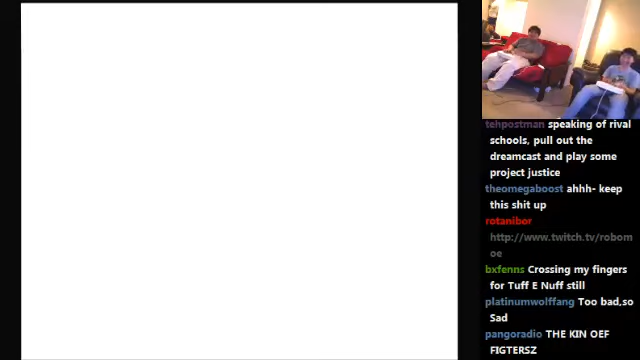 tehpostman speaking of rival
schools, pull out the
dreamcast and play some
project justice
theomegaboost ahhh- keep
this shit up
rotanibor
http://www.twitch.tv/robom
oe
bxfenns Crossing my fingers
for Tuff E Nuff still
platinumwolffang Too bad,so
Sad
pangoradio THE KIN OEF
FIGTERSZ